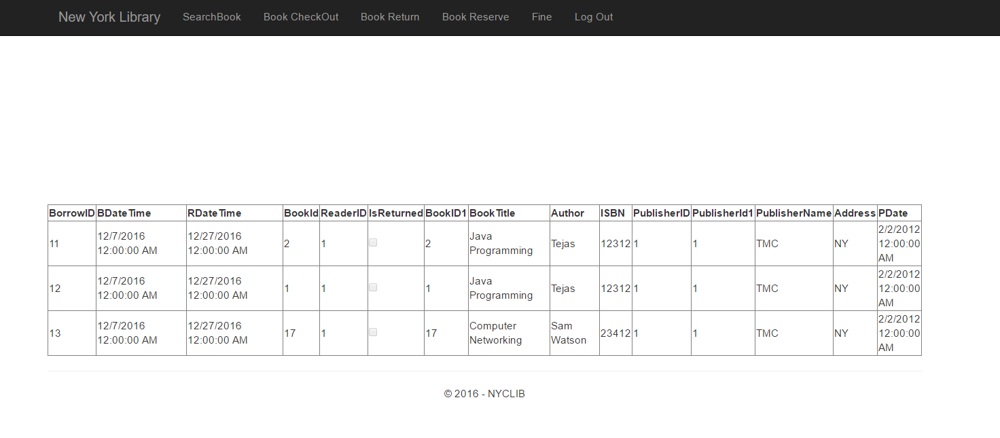 New York Library SearchBook Book CheckOut Book Return Book Reserve Fine Log Out
BorrowID BDateTime RDateTime BookId ReaderID IsReturned BookID1 BookTitle Author ISBN PublisherID PublisherId1 PublisherName Address PDate
11 12/7/2016 12:00:00 AM 12/27/2016 12:00:00 AM 2 1 2 Java Programming Tejas 12312 1 1 TMC NY 2/2/2012 12:00:00 AM
12 12/7/2016 12:00:00 AM 12/27/2016 12:00:00 AM 1 1 1 Java Programming Tejas 12312 1 1 TMC NY 2/2/2012 12:00:00 AM
13 12/7/2016 12:00:00 AM 12/27/2016 12:00:00 AM 17 1 17 Computer Networking Sam Watson 23412 1 1 TMC NY 2/2/2012 12:00:00 AM
© 2016 - NYCLIB